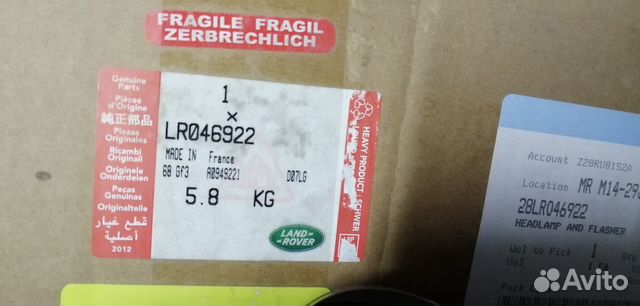 FRAGILE FRAGIL
ZERBRECHLICH
Genuine
Parts
Pièces
d'Origine
純正部品
Piezas
Originales
Ricambi
Originali
Originele
Onderdelen
Peças
Genuínas
Originalteile
قطع غيار
أصلية
2012
1
×
LR046922
MADE IN France
6B Gf3 A0949221 D07LG
5.8 KG
LAND-
ROVER
HEAVY PRODUCT
SCHWER
Account Z28RU8152A
Location MR M14-29
28LR046922
HEADLAMP AND FLASHER
UoI to Pick 1
UoI
Avito